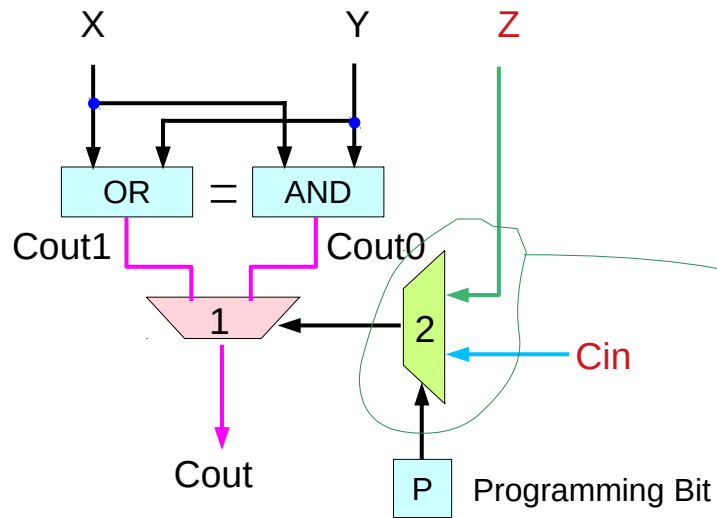 X Y Z
OR = AND
Cout1 Cout0
1 2
Cin
Cout
P Programming Bit